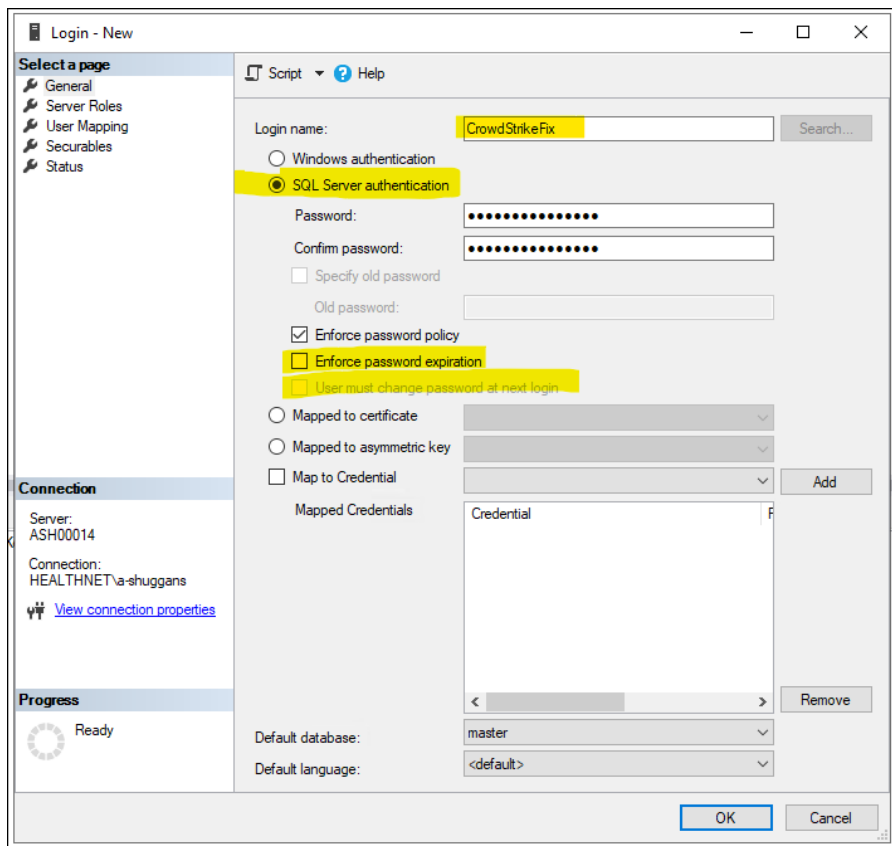 Login - New
Select a page
General
Server Roles
User Mapping
Securables
Status
Script
Help
Login name:
CrowdStrikeFix
Search...
Windows authentication
SQL Server authentication
Password:
●●●●●●●●●●●●●●●
Confirm password:
●●●●●●●●●●●●●●●
Specify old password
Old password:
Enforce password policy
Enforce password expiration
User must change password at next login
Mapped to certificate
Mapped to asymmetric key
Map to Credential
Add
Mapped Credentials
Credential
Remove
Default database:
master
Default language:
<default>
Connection
Server:
ASH00014
Connection:
HEALTHNET\a-shuggans
View connection properties
Progress
Ready
OK
Cancel